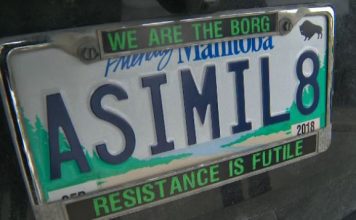 WE ARE THE BORG
Friendly Manitoba
ASIMIL8
2018
RESISTANCE IS FUTILE